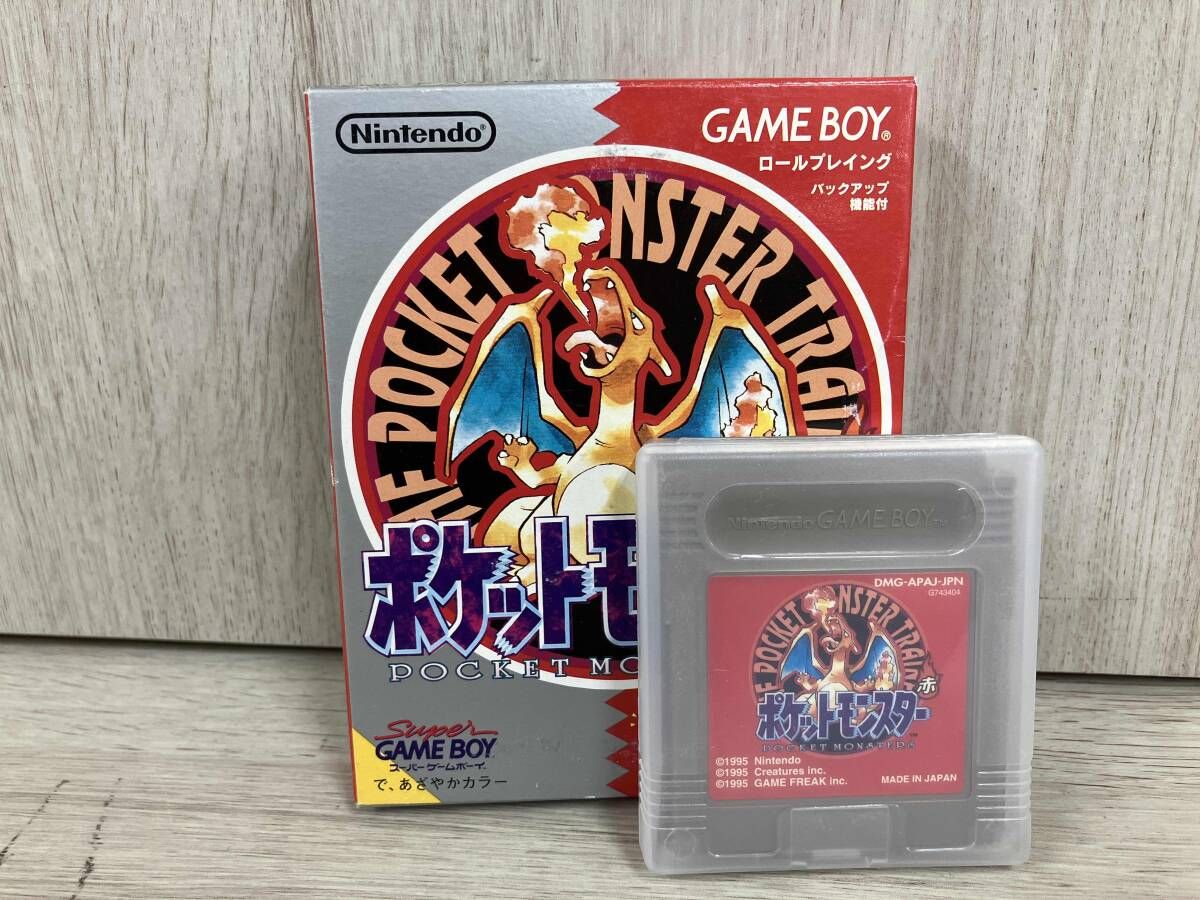 Nintendo®
GAME BOY®
ロールプレイング
バックアップ
機能付
POCKET MONSTER TRAI
ポケットモ
POCKET MO
Super
GAME BOY
スーパーゲームボーイ
で、あざやかカラー
Nintendo GAME BOY™
DMG-APAJ-JPN
G743404
POCKET MONSTER TRAI
赤
ポケットモンスター
POCKET MONSTERS
©1995 Nintendo
©1995 Creatures inc.
©1995 GAME FREAK inc.
MADE IN JAPAN